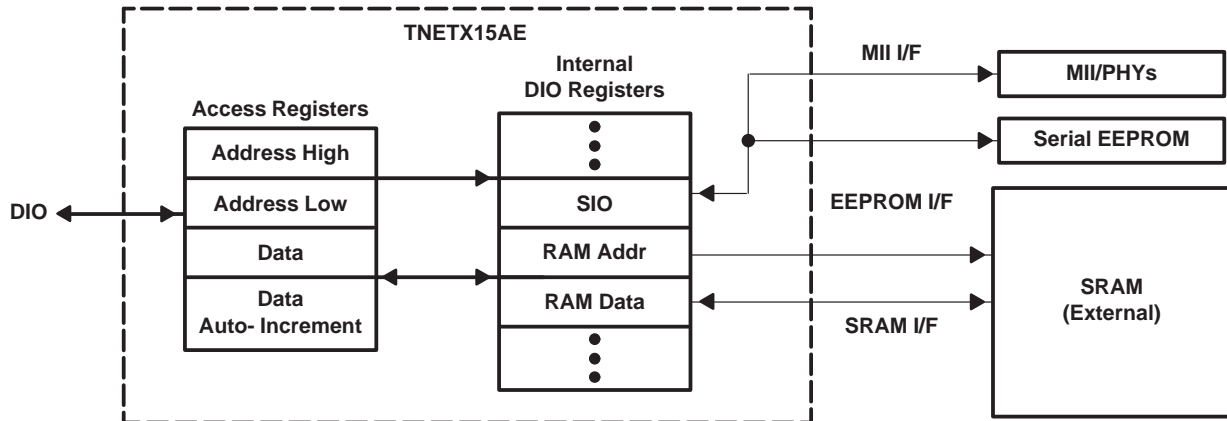 TNETX15AE
Internal
DIO Registers
Access Registers
Address High
Address Low
Data
Data
Auto- Increment
DIO
SIO
RAM Addr
RAM Data
MII I/F
MII/PHYs
Serial EEPROM
EEPROM I/F
SRAM I/F
SRAM
(External)